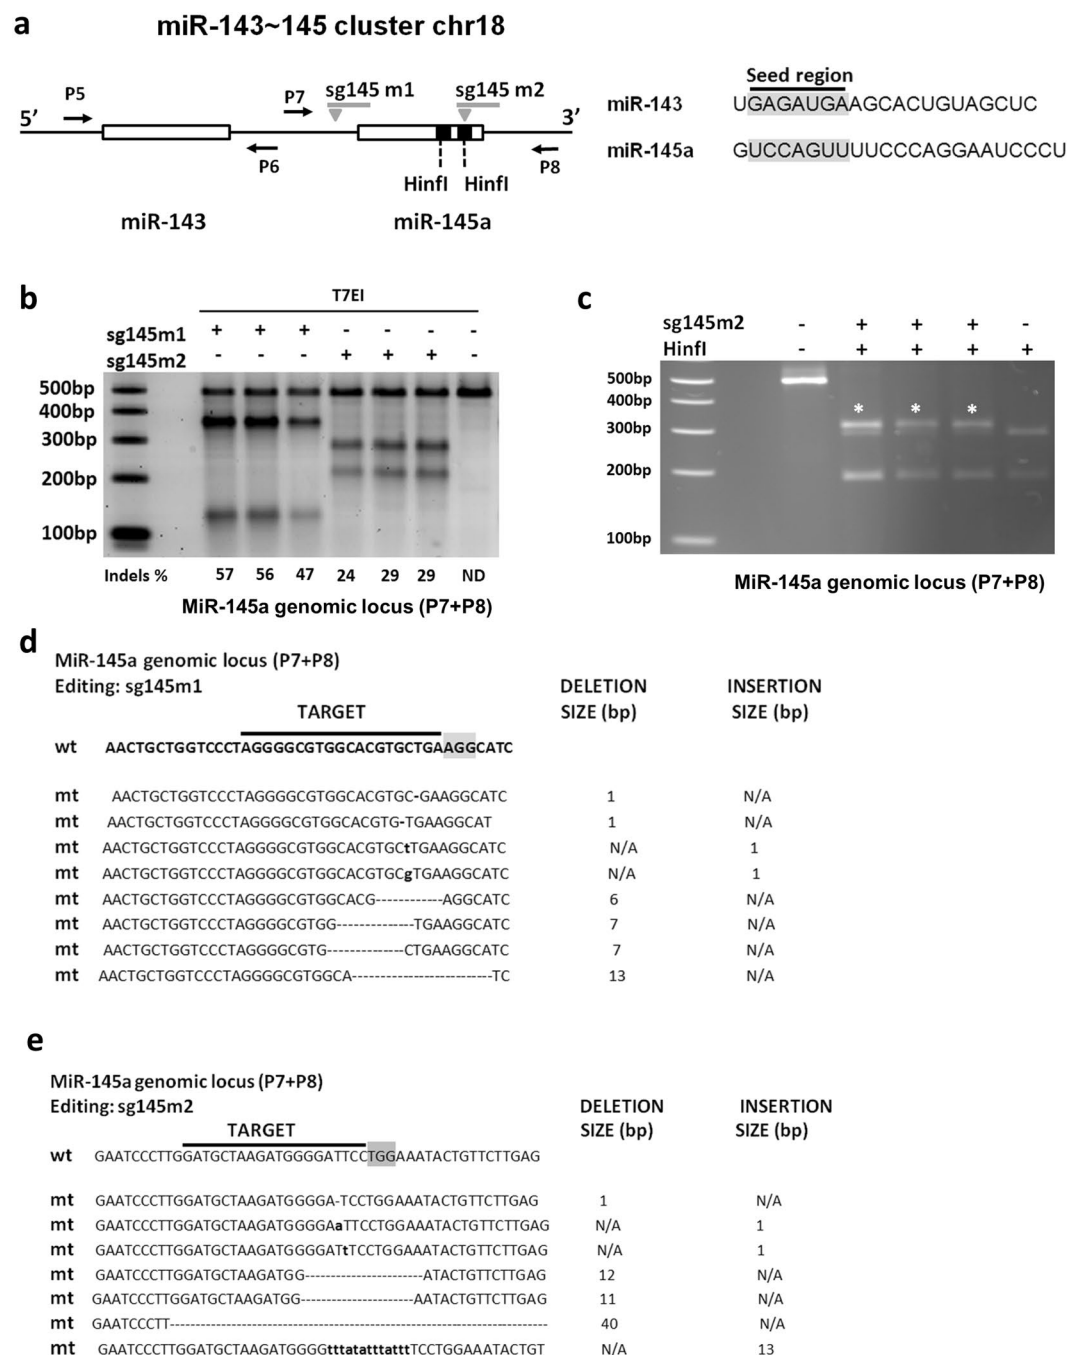 a
miR-143~145 cluster chr18
5' P5 P6 P7 sg145 m1 sg145 m2 3' P8
HinfI HinfI
miR-143 miR-145a
Seed region
miR-143 UGAGAUGAAGCACUGUAGCUC
miR-145a GUCCAGUUUUCCCAGGAAUCCCU
b
T7EI
sg145m1 + + + - - - -
sg145m2 - - - + + + -
500bp
400bp
300bp
200bp
100bp
Indels % 57 56 47 24 29 29 ND
MiR-145a genomic locus (P7+P8)
c
sg145m2 - + + + -
HinfI - + + + +
500bp
400bp
* * *
300bp
200bp
100bp
MiR-145a genomic locus (P7+P8)
d
MiR-145a genomic locus (P7+P8)
Editing: sg145m1 DELETION INSERTION
TARGET SIZE (bp) SIZE (bp)
wt AACTGCTGGTCCCTAGGGGCGTGGCACGTGCTGAAGGCATC
mt AACTGCTGGTCCCTAGGGGCGTGGCACGTGC-GAAGGCATC 1 N/A
mt AACTGCTGGTCCCTAGGGGCGTGGCACGTG-TGAAGGCAT 1 N/A
mt AACTGCTGGTCCCTAGGGGCGTGGCACGTGCtTGAAGGCATC N/A 1
mt AACTGCTGGTCCCTAGGGGCGTGGCACGTGCgTGAAGGCATC N/A 1
mt AACTGCTGGTCCCTAGGGGCGTGGCACG------------AGGCATC 6 N/A
mt AACTGCTGGTCCCTAGGGGCGTGG--------------TGAAGGCATC 7 N/A
mt AACTGCTGGTCCCTAGGGGCGTG--------------CTGAAGGCATC 7 N/A
mt AACTGCTGGTCCCTAGGGGCGTGGCA-------------------------TC 13 N/A
e
MiR-145a genomic locus (P7+P8)
Editing: sg145m2 DELETION INSERTION
TARGET SIZE (bp) SIZE (bp)
wt GAATCCCTTGGATGCTAAGATGGGGATTCCTGGAAATACTGTTCTTGAG
mt GAATCCCTTGGATGCTAAGATGGGGA-TCCTGGAAATACTGTTCTTGAG 1 N/A
mt GAATCCCTTGGATGCTAAGATGGGGAaTTCCTGGAAATACTGTTCTTGAG N/A 1
mt GAATCCCTTGGATGCTAAGATGGGGATtTCCTGGAAATACTGTTCTTGAG N/A 1
mt GAATCCCTTGGATGCTAAGATGG---------------------ATACTGTTCTTGAG 12 N/A
mt GAATCCCTTGGATGCTAAGATGG--------------------AATACTGTTCTTGAG 11 N/A
mt GAATCCCTT-------------------------------------------------------------------- 40 N/A
mt GAATCCCTTGGATGCTAAGATGGGGtttatatttatttTCCTGGAAATACTGT N/A 13